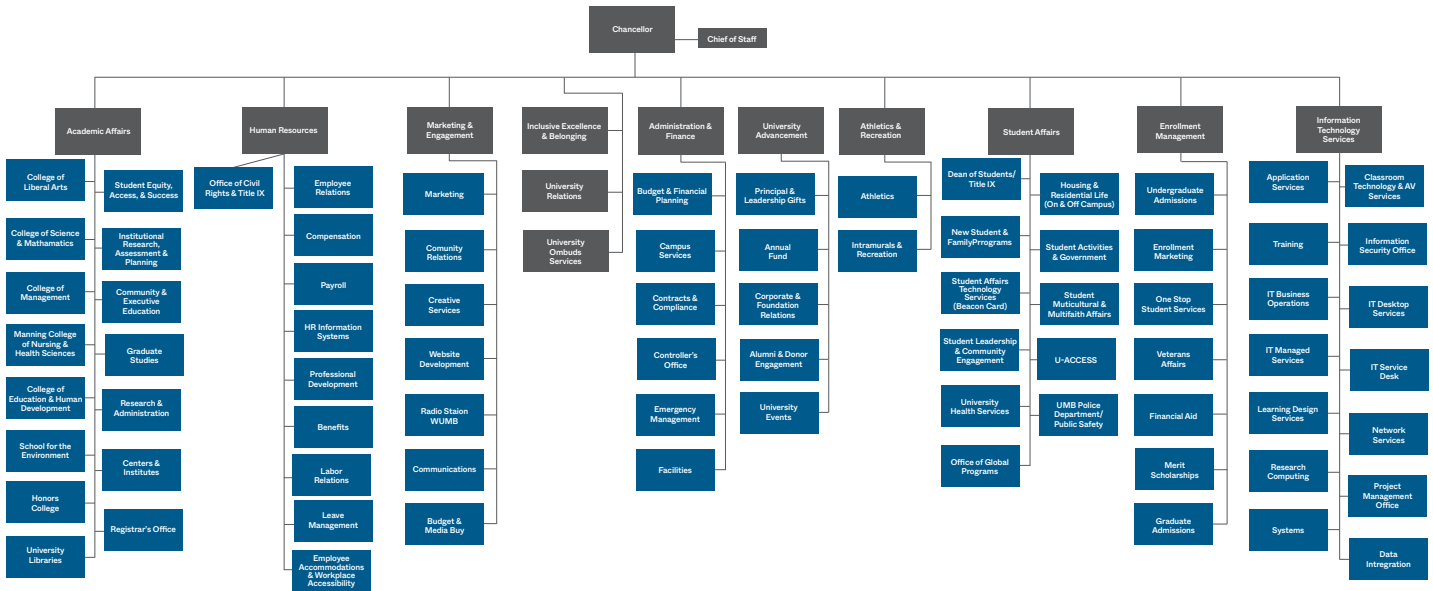 Chancellor
Chief of Staff
Academic Affairs
College of
Liberal Arts
College of Science
& Mathamatics
College of
Management
Manning College
of Nursing &
Health Sciences
College of
Education & Human
Development
School for the
Environment
Honors
College
University
Libraries
Student Equity,
Access, & Success
Institutional
Research,
Assessment &
Planning
Community &
Executive
Education
Graduate
Studies
Research &
Administration
Centers &
Institutes
Registrar's Office
Human Resources
Office of Civil
Rights & Title IX
Employee
Relations
Compensation
Payroll
HR Information
Systems
Professional
Development
Benefits
Labor
Relations
Leave
Management
Employee
Accommodations
& Workplace
Accessibility
Marketing &
Engagement
Marketing
Comunity
Relations
Creative
Services
Website
Development
Radio Staion
WUMB
Communications
Budget &
Media Buy
Inclusive Excellence
& Belonging
University
Relations
University
Ombuds
Services
Administration &
Finance
Budget & Financial
Planning
Campus
Services
Contracts &
Compliance
Controller's
Office
Emergency
Management
Facilities
University
Advancement
Principal &
Leadership Gifts
Annual
Fund
Corporate &
Foundation
Relations
Alumni & Donor
Engagement
University
Events
Athletics &
Recreation
Athletics
Intramurals &
Recreation
Student Affairs
Dean of Students/
Title IX
New Student &
FamilyPrrograms
Student Affairs
Technology
Services
(Beacon Card)
Student Leadership
& Community
Engagement
University
Health Services
Office of Global
Programs
Housing &
Residential Life
(On & Off Campus)
Student Activities
& Government
Student
Muticultural &
Multifaith Affairs
U-ACCESS
UMB Police
Department/
Public Safety
Enrollment
Management
Undergraduate
Admissions
Enrollment
Marketing
One Stop
Student Services
Veterans
Affairs
Financial Aid
Merit
Scholarships
Graduate
Admissions
Information
Technology
Services
Application
Services
Training
IT Business
Operations
IT Managed
Services
Learning Design
Services
Research
Computing
Systems
Classroom
Technology & AV
Services
Information
Security Office
IT Desktop
Services
IT Service
Desk
Network
Services
Project
Management
Office
Data
Intregration